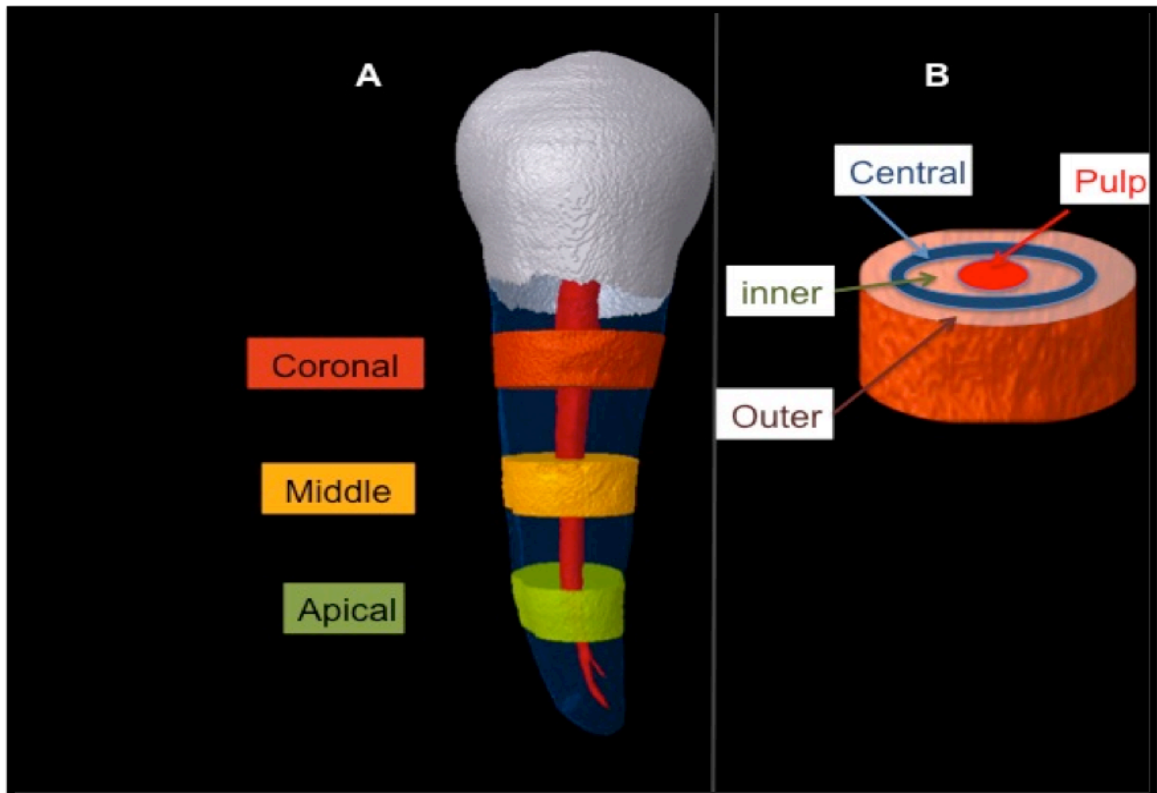 A
Coronal
Middle
Apical
B
Central
Pulp
inner
Outer